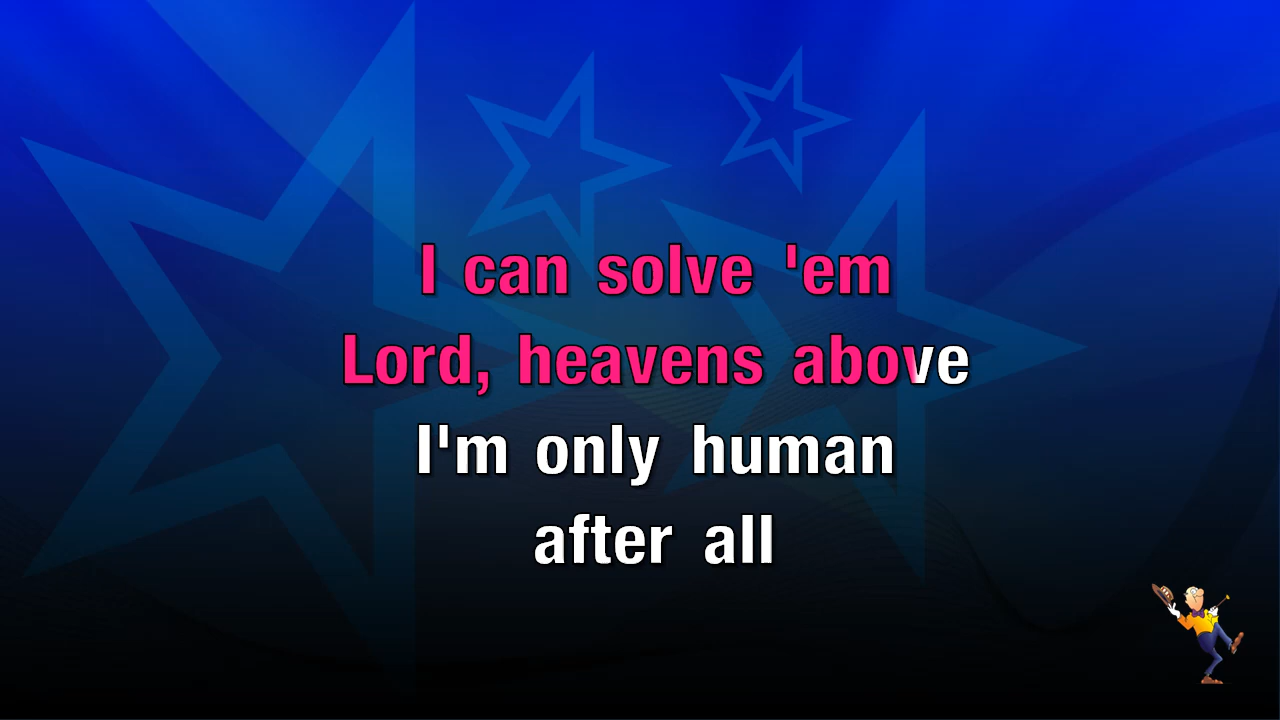 I can solve 'em
Lord, heavens above
I'm only human
after all